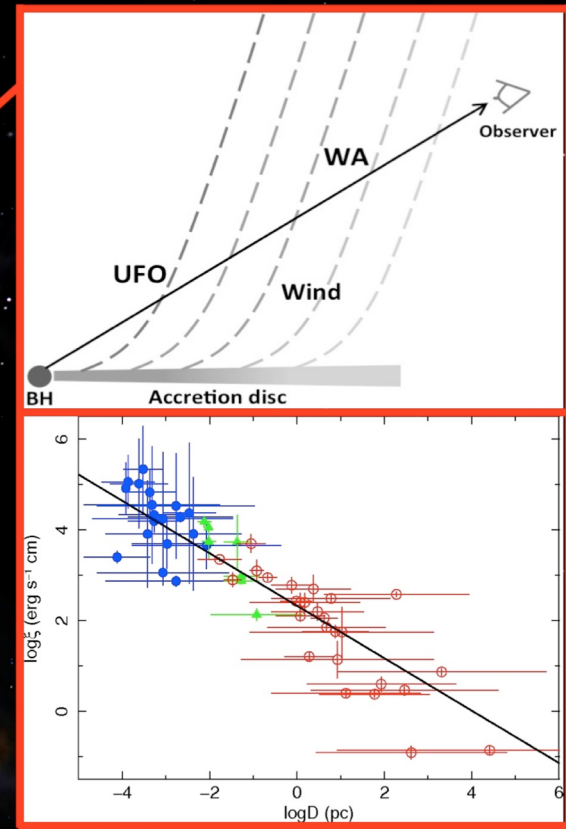 Observer
WA
UFO
Wind
BH
Accretion disc
6
4
2
0
logξ (erg s⁻¹ cm)
−4
−2
0
2
4
6
logD (pc)